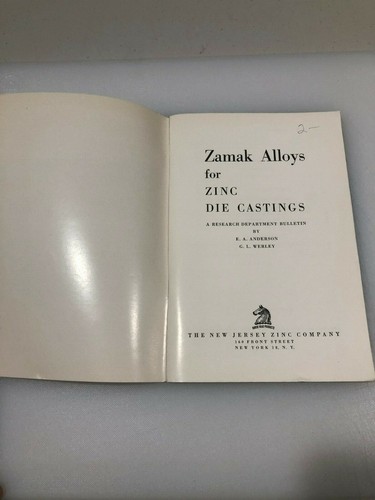 2-
Zamak Alloys
for
ZINC
DIE CASTINGS
A RESEARCH DEPARTMENT BULLETIN
BY
E. A. ANDERSON
G. L. WERLEY
THE NEW JERSEY ZINC COMPANY
160 FRONT STREET
NEW YORK 38, N. Y.